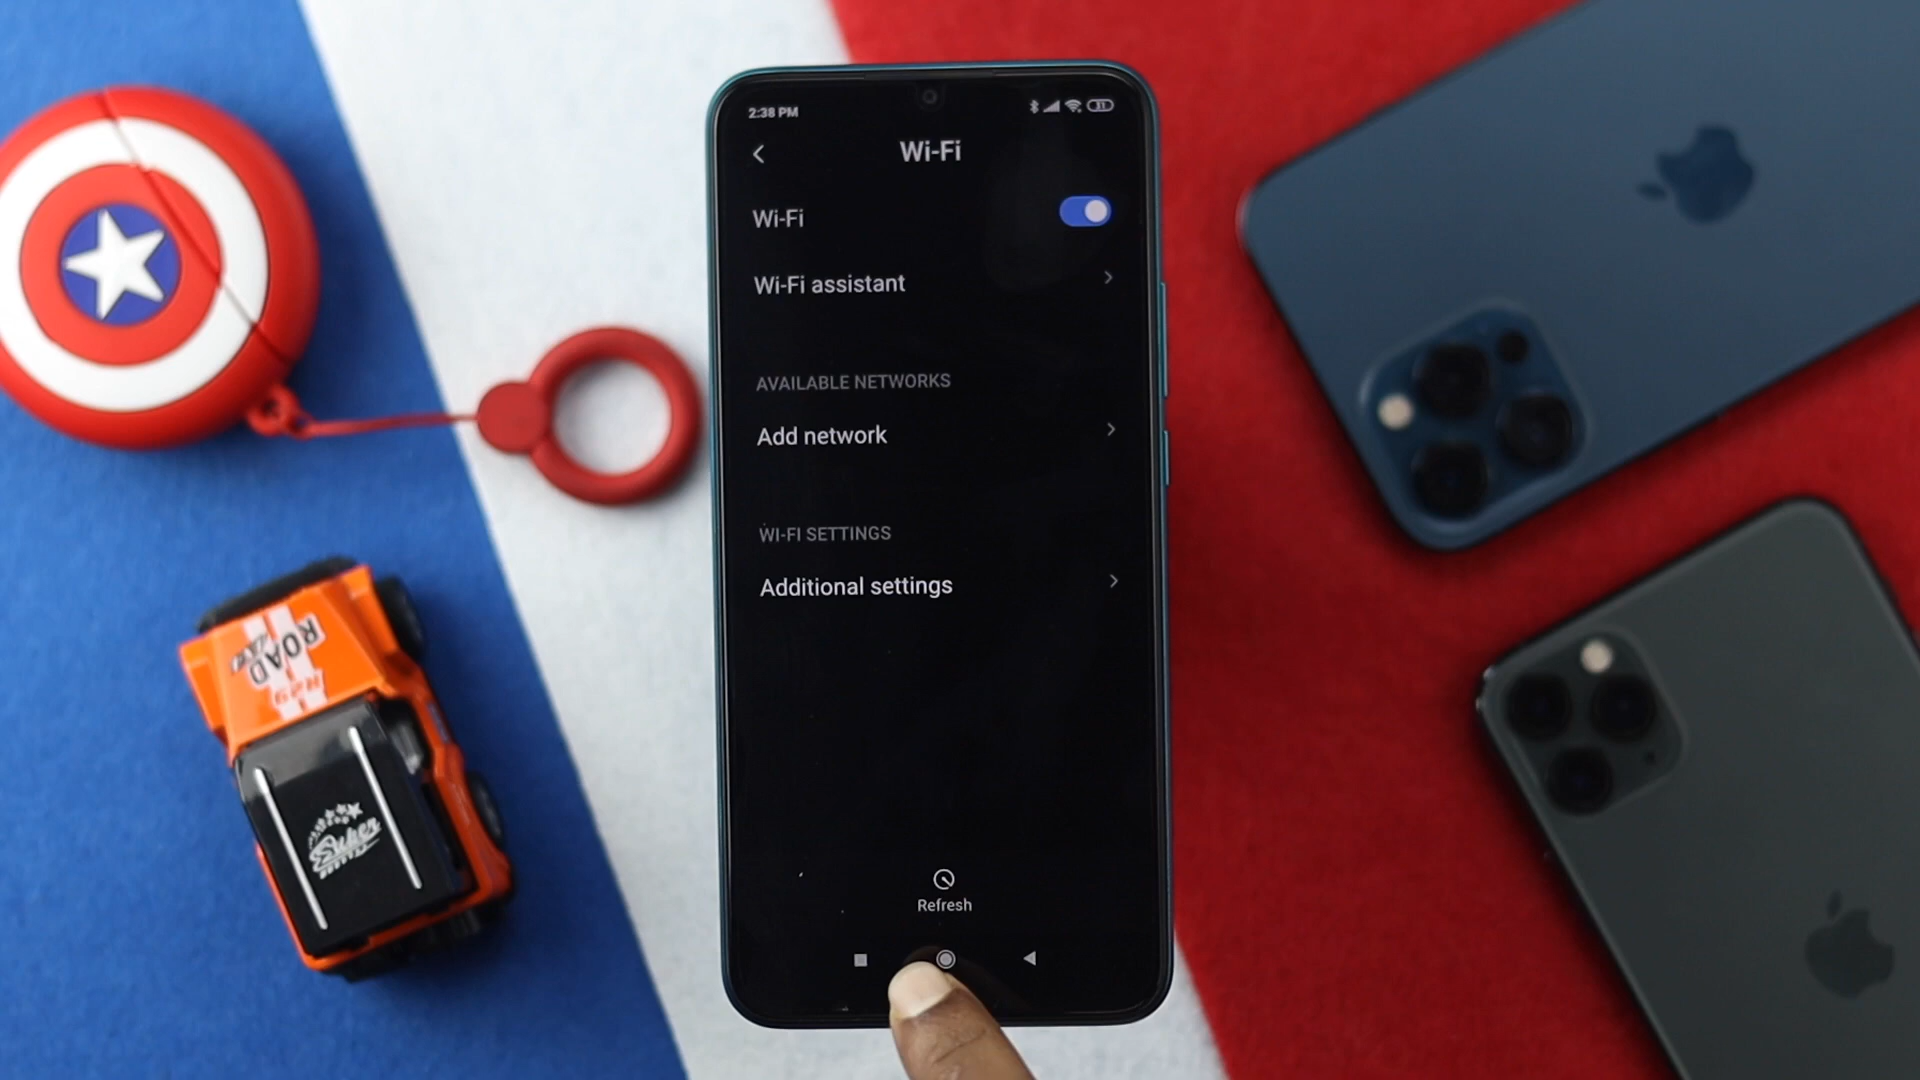 2:38 PM
31
Wi-Fi
Wi-Fi
Wi-Fi assistant
AVAILABLE NETWORKS
Add network
WI-FI SETTINGS
Additional settings
Refresh
ROAD
Super